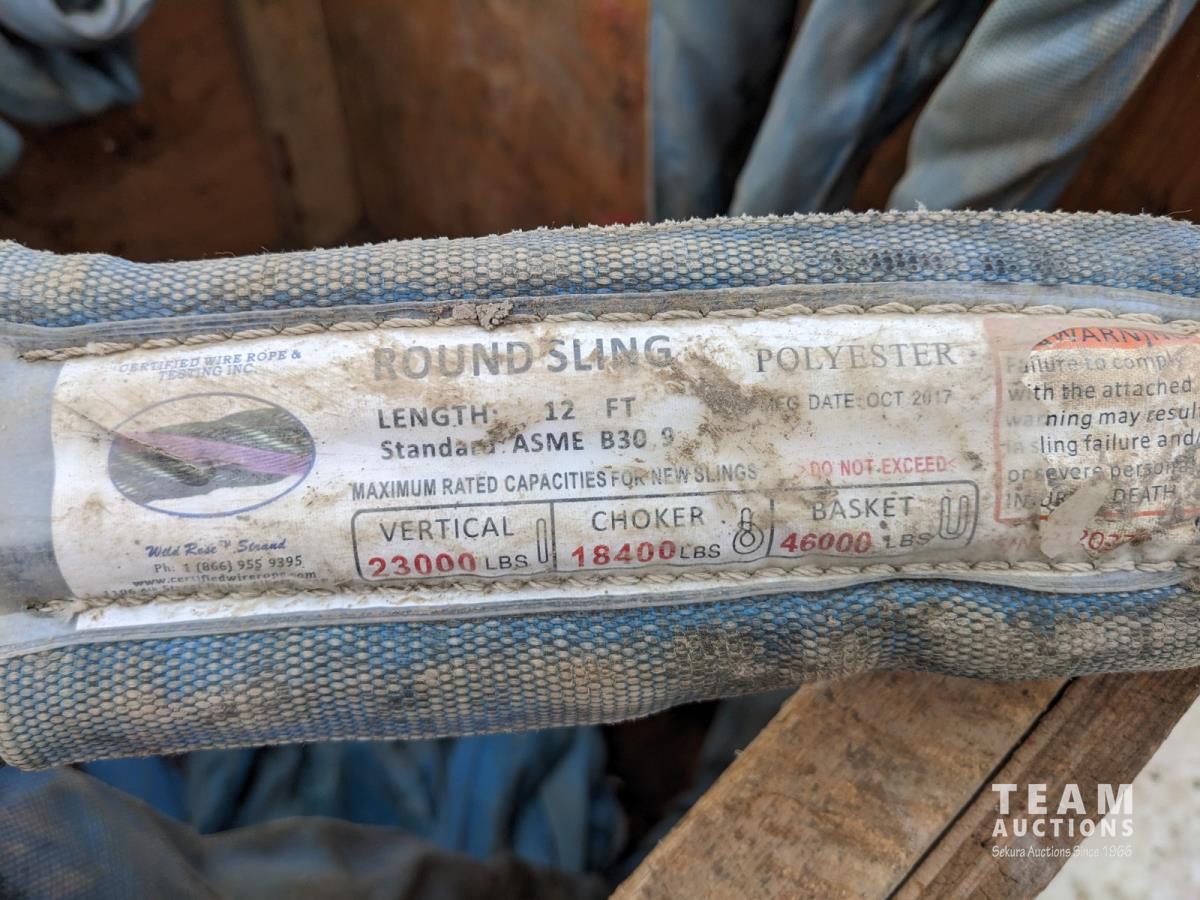 CERTIFIED WIRE ROPE &
TESTING INC.
Wild Rose™ Strand
Ph: 1 (866) 955 9395
www.certifiedwirerope.com
ROUND SLING
POLYESTER
LENGTH: 12 FT
MFG DATE: OCT 2017
Standard: ASME B30.9
MAXIMUM RATED CAPACITIES FOR NEW SLINGS
>DO NOT EXCEED<
VERTICAL
23000 LBS
CHOKER
18400 LBS
BASKET
46000 LBS
WARNING
Failure to comply
with the attached
warning may result
in sling failure and/
or severe personal
INJURY DEATH
TEAM
AUCTIONS
Sekura Auctions Since 1966